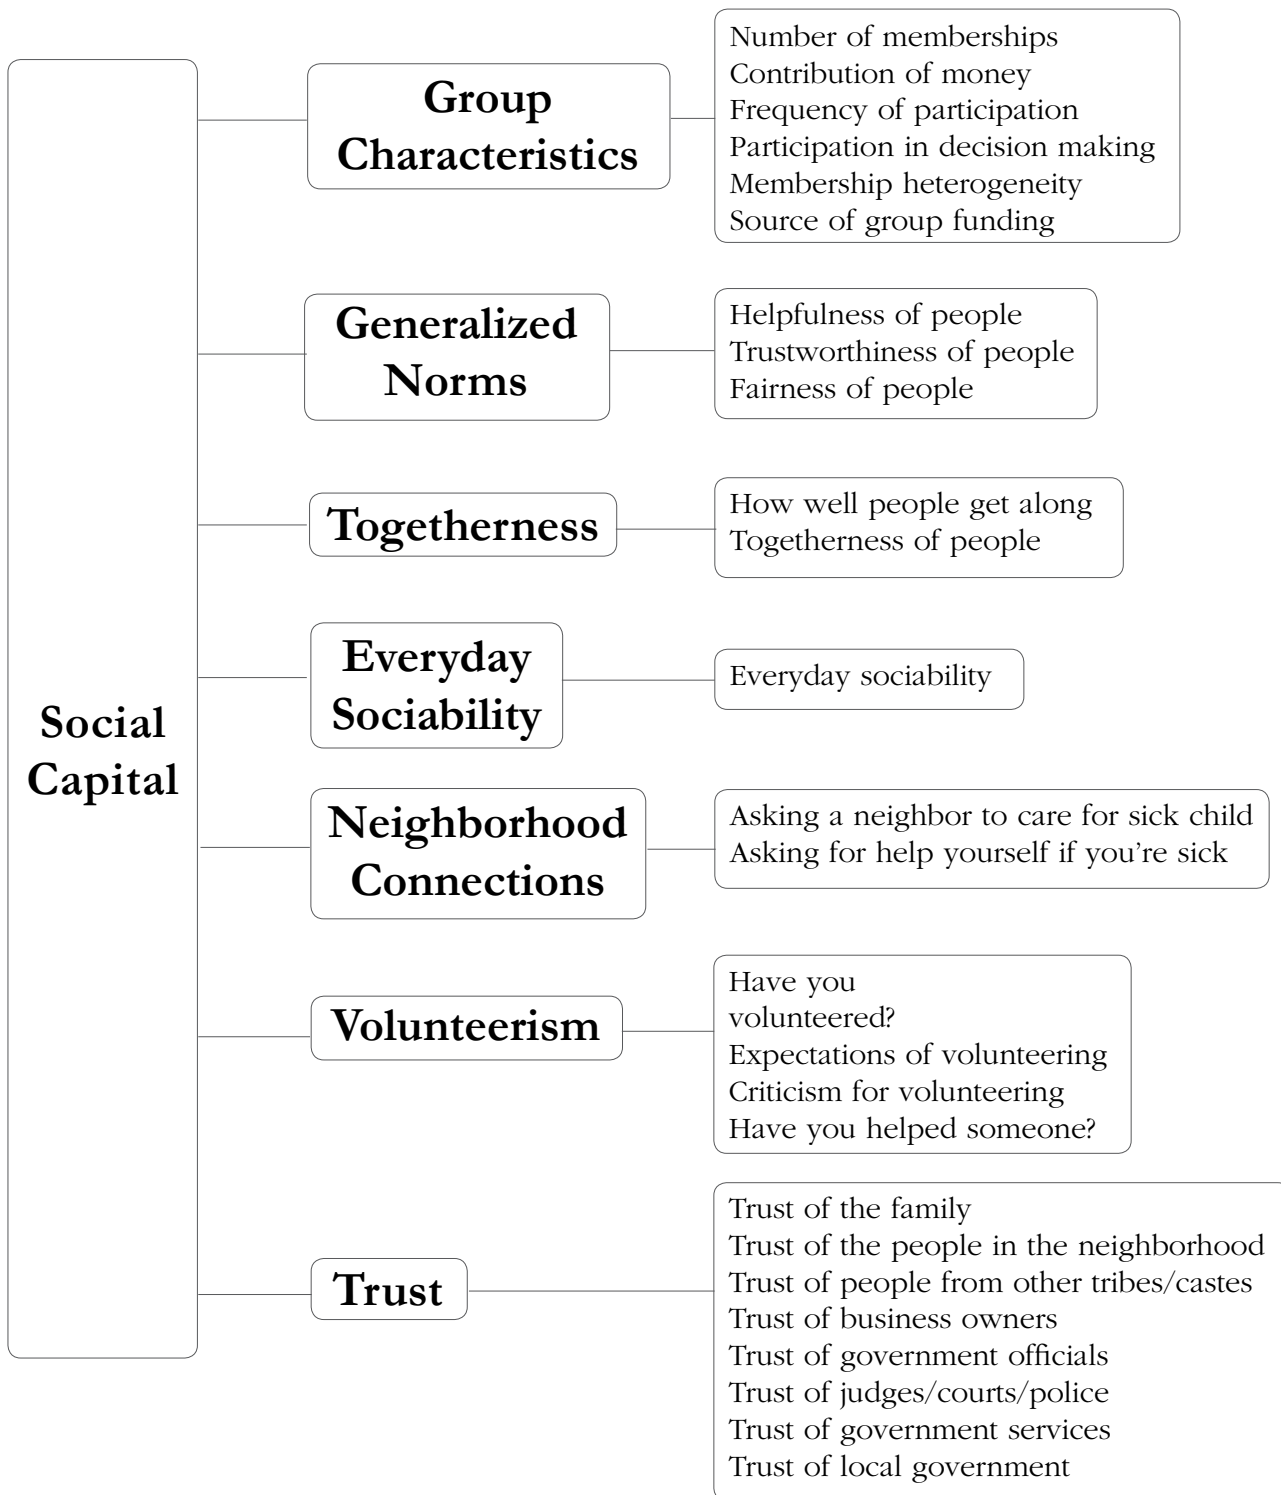 Social
Capital
Group
Characteristics
Number of memberships
Contribution of money
Frequency of participation
Participation in decision making
Membership heterogeneity
Source of group funding
Generalized
Norms
Helpfulness of people
Trustworthiness of people
Fairness of people
Togetherness
How well people get along
Togetherness of people
Everyday
Sociability
Everyday sociability
Neighborhood
Connections
Asking a neighbor to care for sick child
Asking for help yourself if you’re sick
Volunteerism
Have you
volunteered?
Expectations of volunteering
Criticism for volunteering
Have you helped someone?
Trust
Trust of the family
Trust of the people in the neighborhood
Trust of people from other tribes/castes
Trust of business owners
Trust of government officials
Trust of judges/courts/police
Trust of government services
Trust of local government